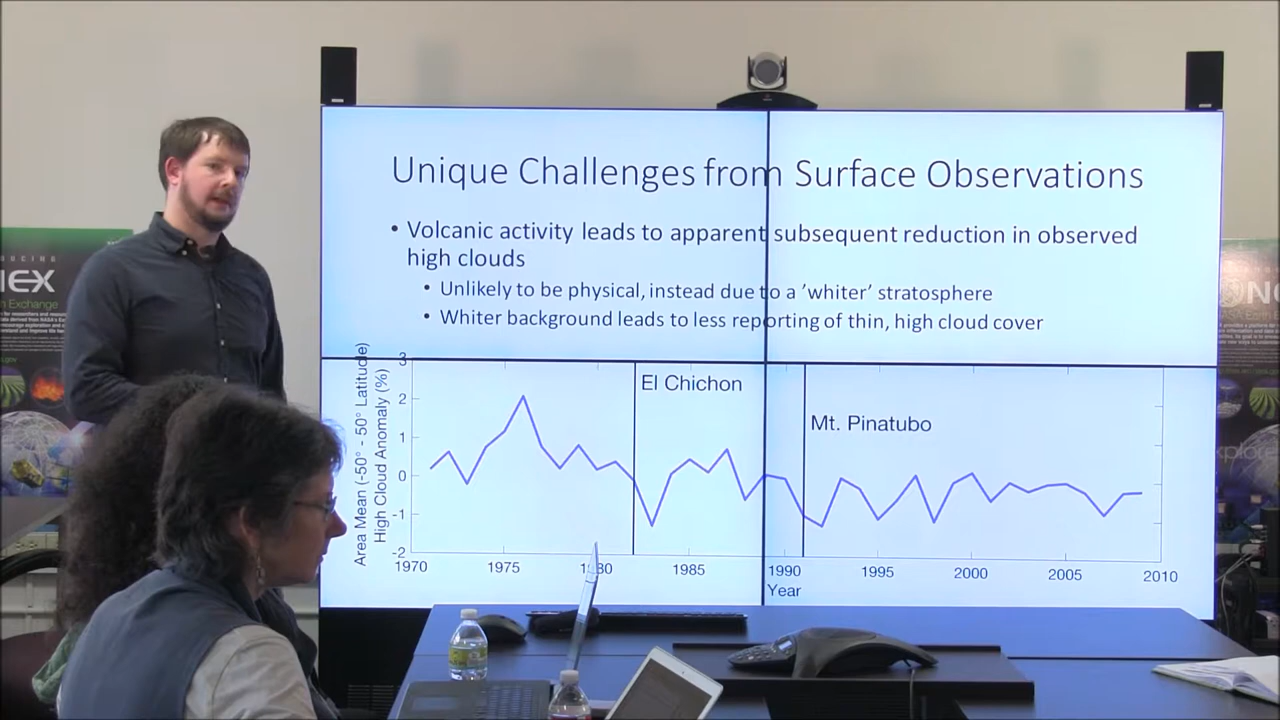 Unique Challenges from Surface Observations
• Volcanic activity leads to apparent subsequent reduction in observed
high clouds
• Unlikely to be physical, instead due to a ’whiter’ stratosphere
• Whiter background leads to less reporting of thin, high cloud cover
Area Mean (-50° - 50° Latitude)
High Cloud Anomaly (%)
3
2
1
0
-1
-2
El Chichon
Mt. Pinatubo
1970 1975 1980 1985 1990 1995 2000 2005 2010
Year
NEX
Exchange